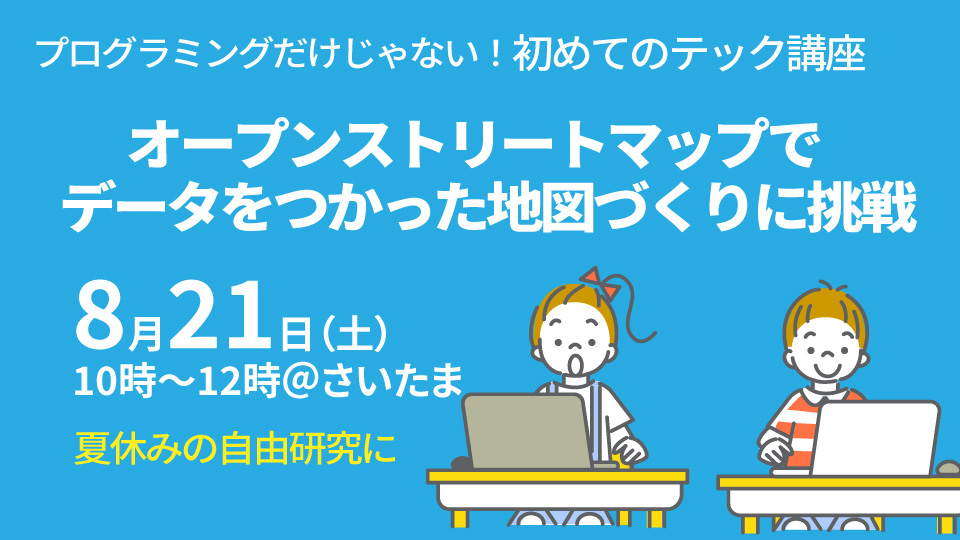 プログラミングだけじゃない！初めてのテック講座
オープンストリートマップで
データをつかった地図づくりに挑戦
8月21日（土）
10時〜12時＠さいたま
夏休みの自由研究に